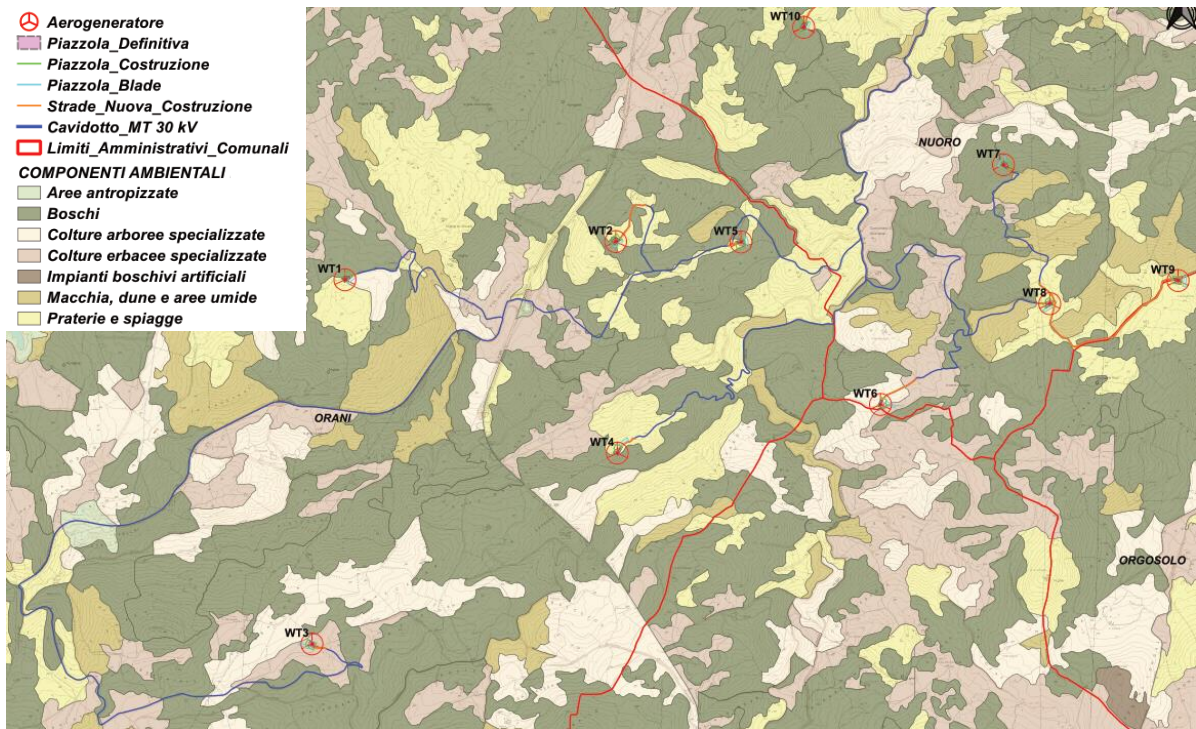 Aerogeneratore
Piazzola_Definitiva
Piazzola_Costruzione
Piazzola_Blade
Strade_Nuova_Costruzione
Cavidotto_MT 30 kV
Limiti_Amministrativi_Comunali
COMPONENTI AMBIENTALI
Aree antropizzate
Boschi
Colture arboree specializzate
Colture erbacee specializzate
Impianti boschivi artificiali
Macchia, dune e aree umide
Praterie e spiagge
WT10
NUORO
WT7
WT2
WT5
WT1
WT9
WT8
WT6
ORANI
WT4
ORGOSOLO
WT3